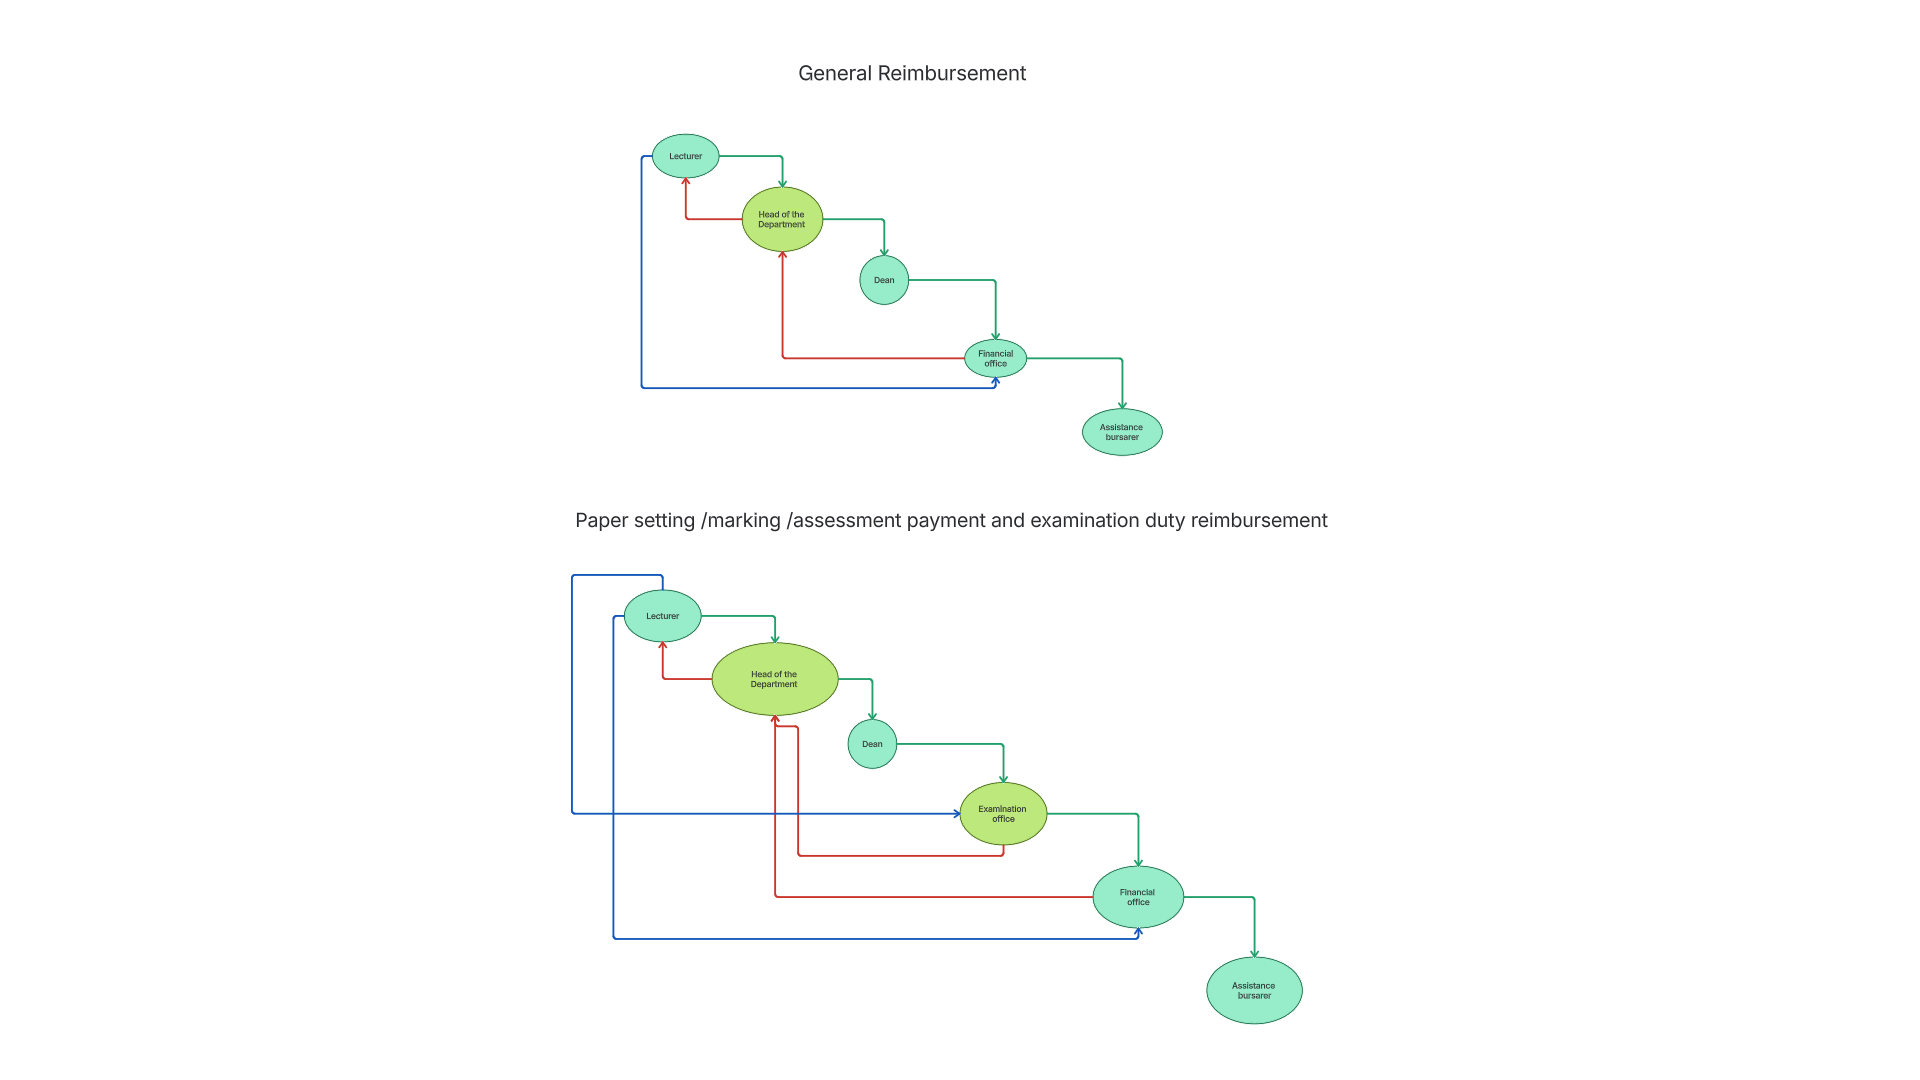 General Reimbursement
Lecturer
Head of the
Department
Dean
Financial
office
Assistance
bursarer
Paper setting /marking /assessment payment and examination duty reimbursement
Lecturer
Head of the
Department
Dean
Examination
office
Financial
office
Assistance
bursarer